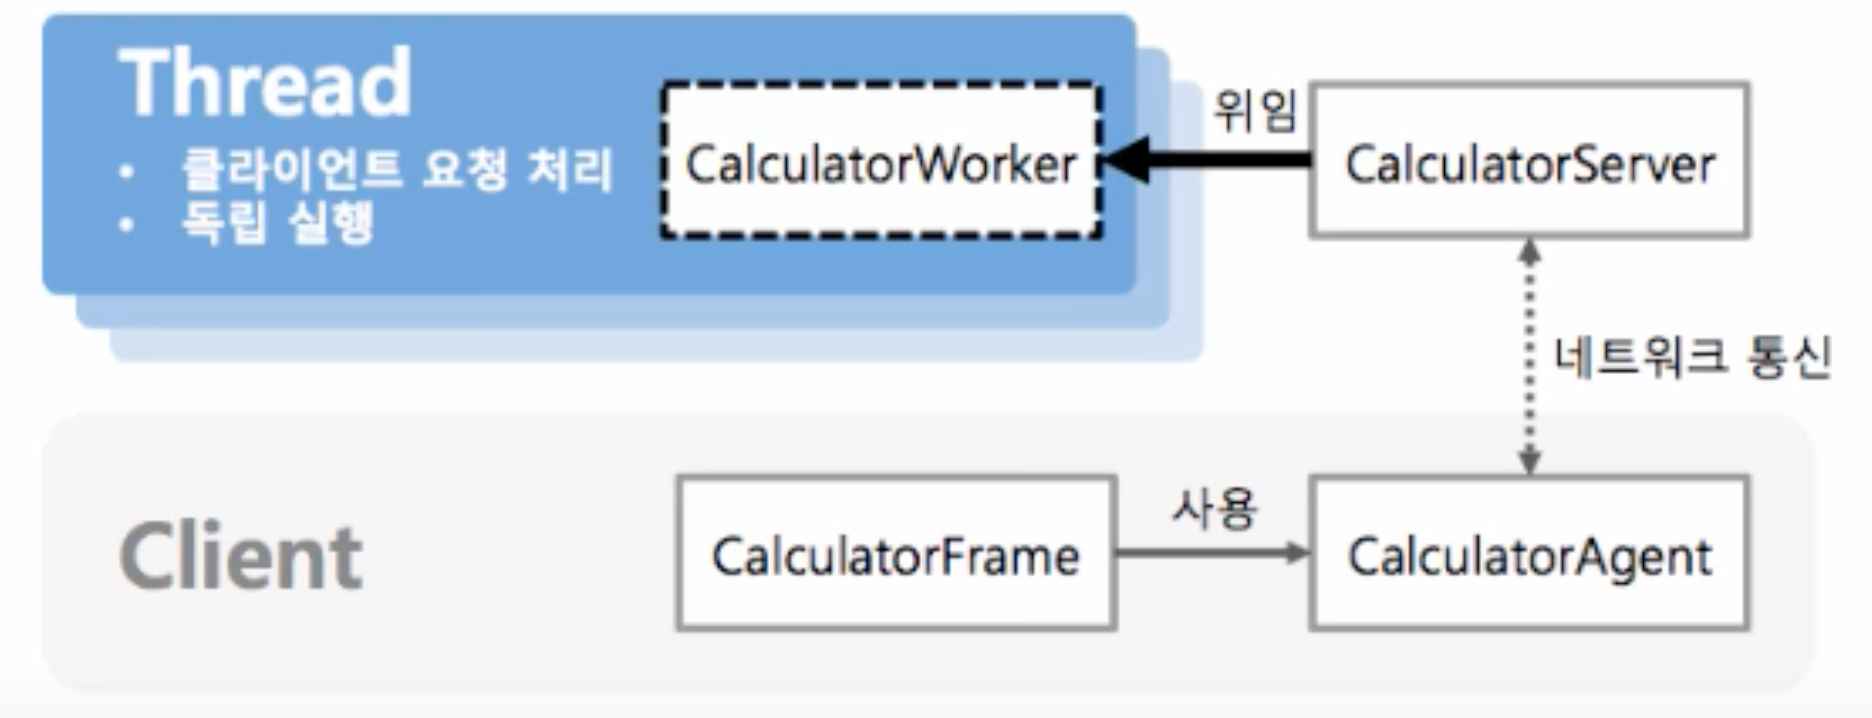 Thread
• 클라이언트 요청 처리
• 독립 실행
CalculatorWorker
위임
CalculatorServer
네트워크 통신
Client
CalculatorFrame
사용
CalculatorAgent